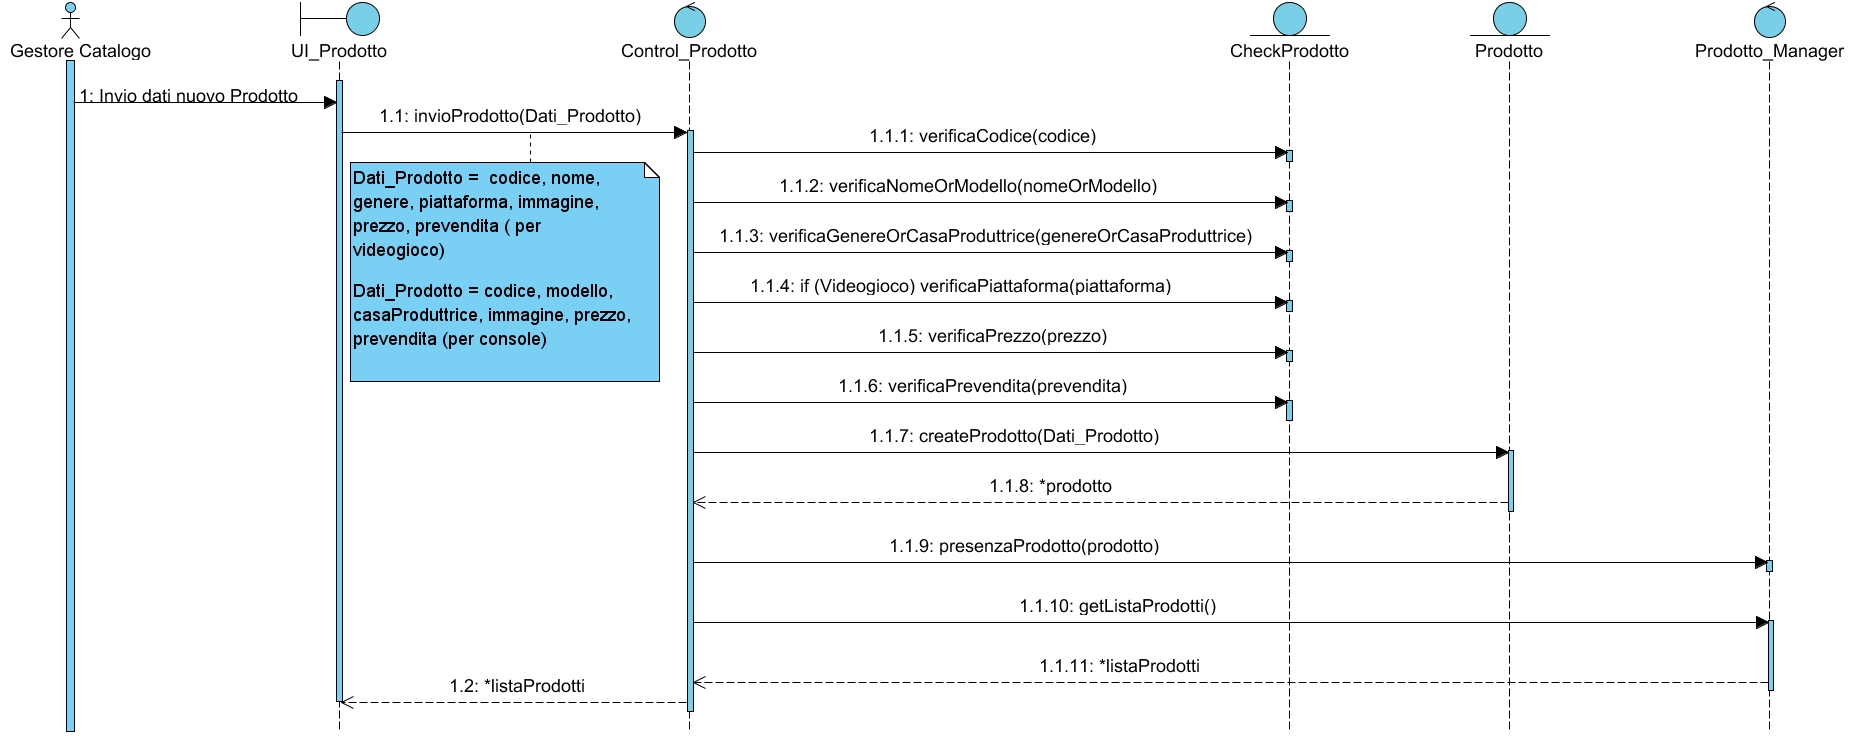 Gestore Catalogo
UI_Prodotto
Control_Prodotto
CheckProdotto
Prodotto
Prodotto_Manager
1: Invio dati nuovo Prodotto
1.1: invioProdotto(Dati_Prodotto)
1.1.1: verificaCodice(codice)
Dati_Prodotto = codice, nome,
genere, piattaforma, immagine,
prezzo, prevendita ( per
videogioco)
Dati_Prodotto = codice, modello,
casaProduttrice, immagine, prezzo,
prevendita (per console)
1.1.2: verificaNomeOrModello(nomeOrModello)
1.1.3: verificaGenereOrCasaProduttrice(genereOrCasaProduttrice)
1.1.4: if (Videogioco) verificaPiattaforma(piattaforma)
1.1.5: verificaPrezzo(prezzo)
1.1.6: verificaPrevendita(prevendita)
1.1.7: createProdotto(Dati_Prodotto)
1.1.8: *prodotto
1.1.9: presenzaProdotto(prodotto)
1.1.10: getListaProdotti()
1.1.11: *listaProdotti
1.2: *listaProdotti